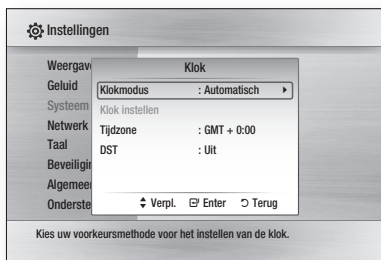 Instellingen
Weergav
Geluid
Systeem
Netwerk
Taal
Beveiligin
Algemeen
Onderste
Klok
Klokmodus : Automatisch
Klok instellen
Tijdzone : GMT + 0:00
DST : Uit
Verpl. Enter Terug
Kies uw voorkeursmethode voor het instellen van de klok.